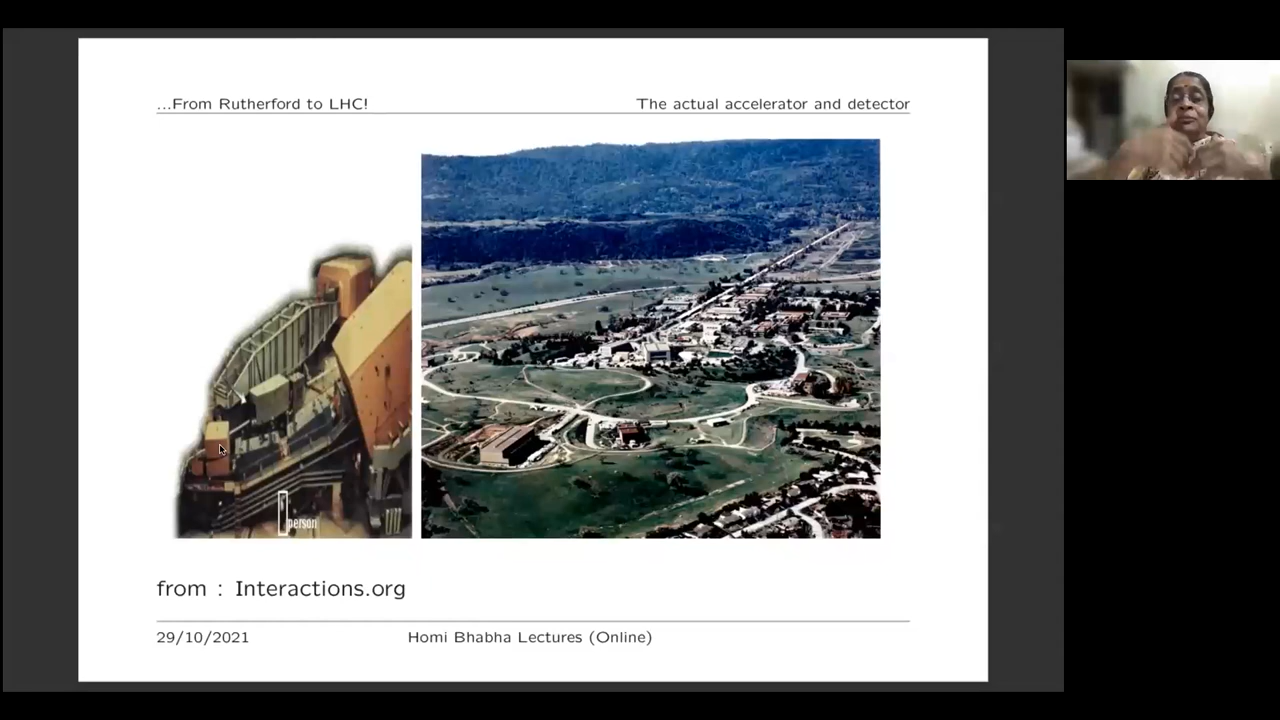 ...From Rutherford to LHC!
The actual accelerator and detector
person
from : Interactions.org
29/10/2021
Homi Bhabha Lectures (Online)